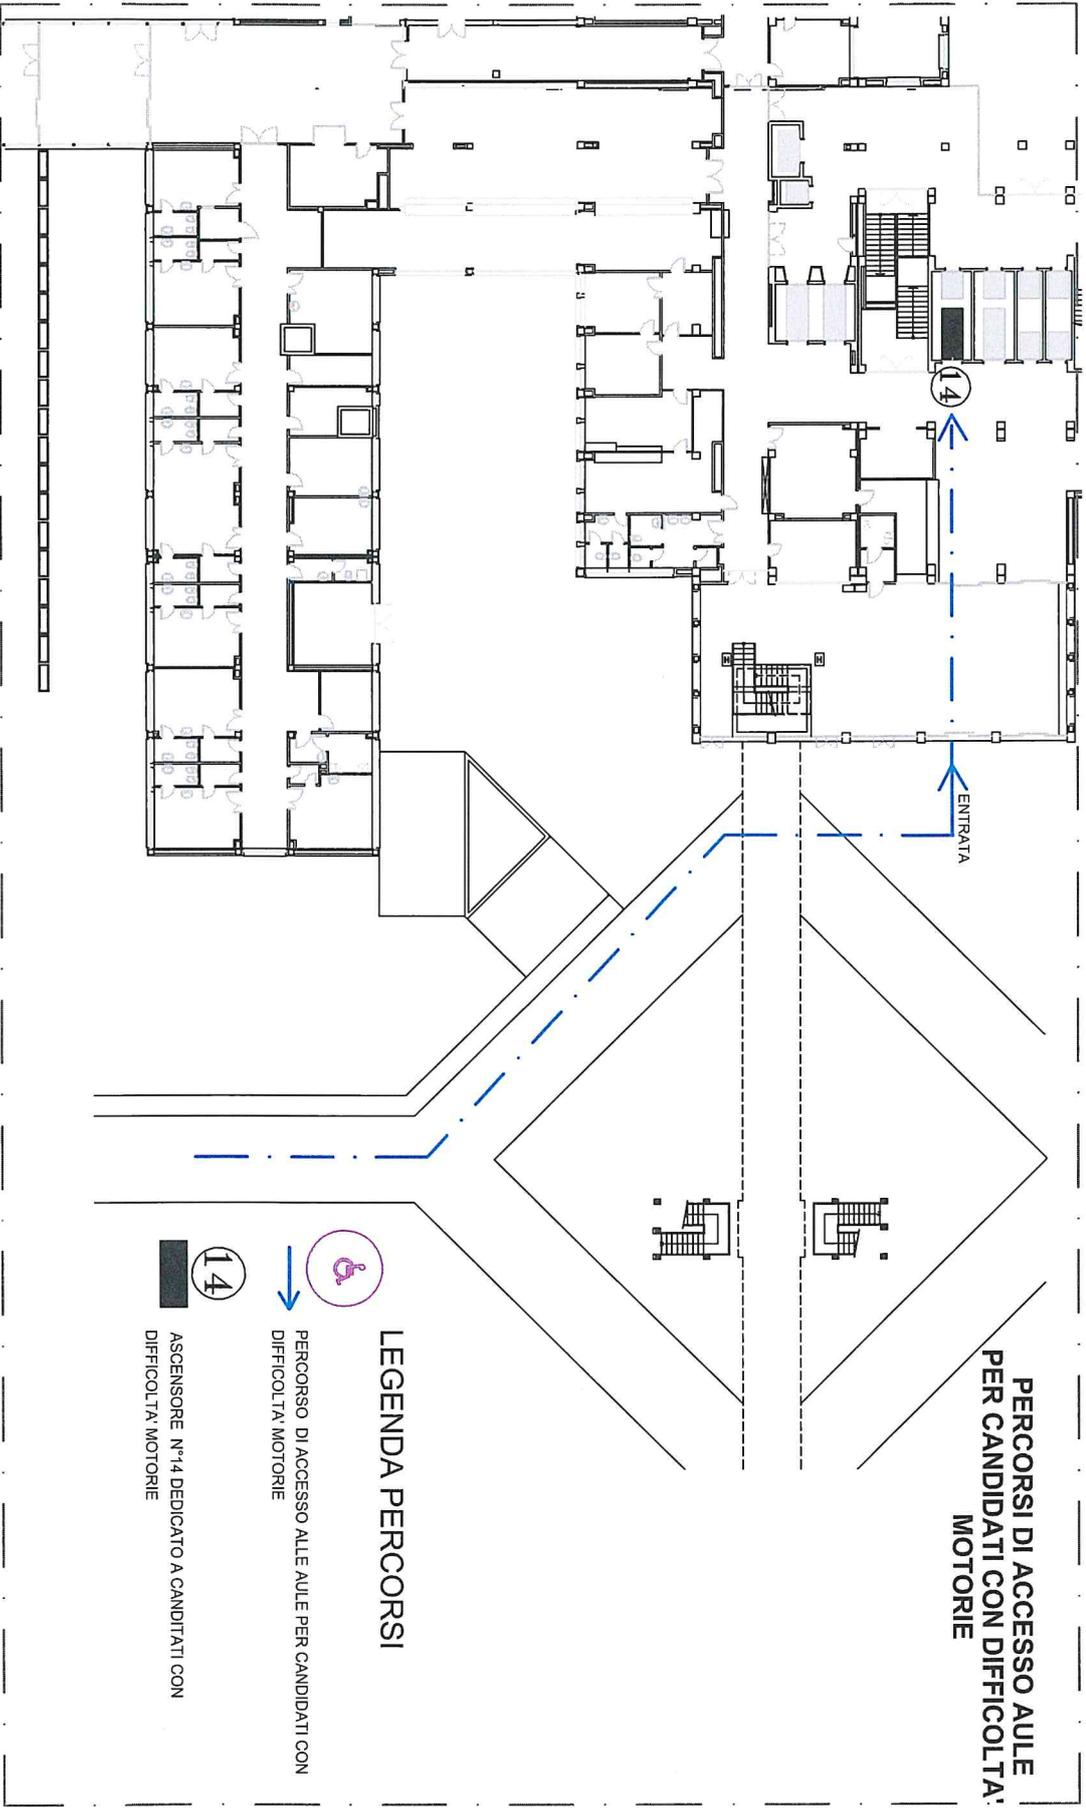 PERCORSI DI ACCESSO AULE
PER CANDIDATI CON DIFFICOLTA'
MOTORIE
14
ENTRATA
LEGENDA PERCORSI
PERCORSO DI ACCESSO ALLE AULE PER CANDIDATI CON
DIFFICOLTA' MOTORIE
14
ASCENSORE N°14 DEDICATO A CANDITATI CON
DIFFICOLTA' MOTORIE
H
H